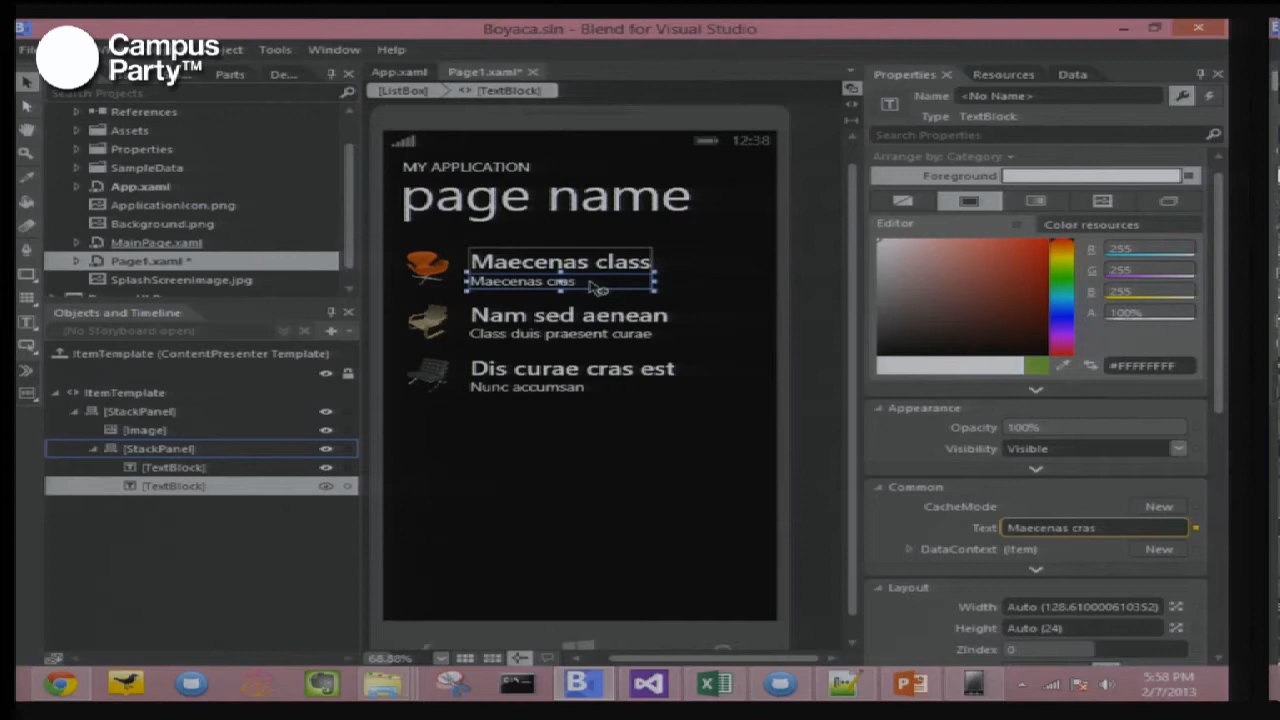 Campus
Party™
Boyaca.sln - Blend for Visual Studio
Tools Window Help
Parts De...
Search Projects
References
Assets
Properties
SampleData
App.xaml
ApplicationIcon.png
Background.png
MainPage.xaml
Page1.xaml *
SplashScreenImage.jpg
Objects and Timeline
(No Storyboard open)
ItemTemplate (ContentPresenter Template)
ItemTemplate
[StackPanel]
[Image]
[StackPanel]
[TextBlock]
[TextBlock]
App.xaml Page1.xaml*
[ListBox] [TextBlock]
12:38
MY APPLICATION
page name
Maecenas class
Maecenas cras
Nam sed aenean
Class duis praesent curae
Dis curae cras est
Nunc accumsan
68.88%
Properties Resources Data
Name <No Name>
Type TextBlock
Search Properties
Arrange by: Category
Foreground
Editor Color resources
R 255
G 255
B 255
A 100%
#FFFFFFFF
Appearance
Opacity 100%
Visibility Visible
Common
CacheMode New
Text Maecenas cras
DataContext (Item) New
Layout
Width Auto (128.610000610352)
Height Auto (24)
ZIndex 0
5:58 PM
2/7/2013